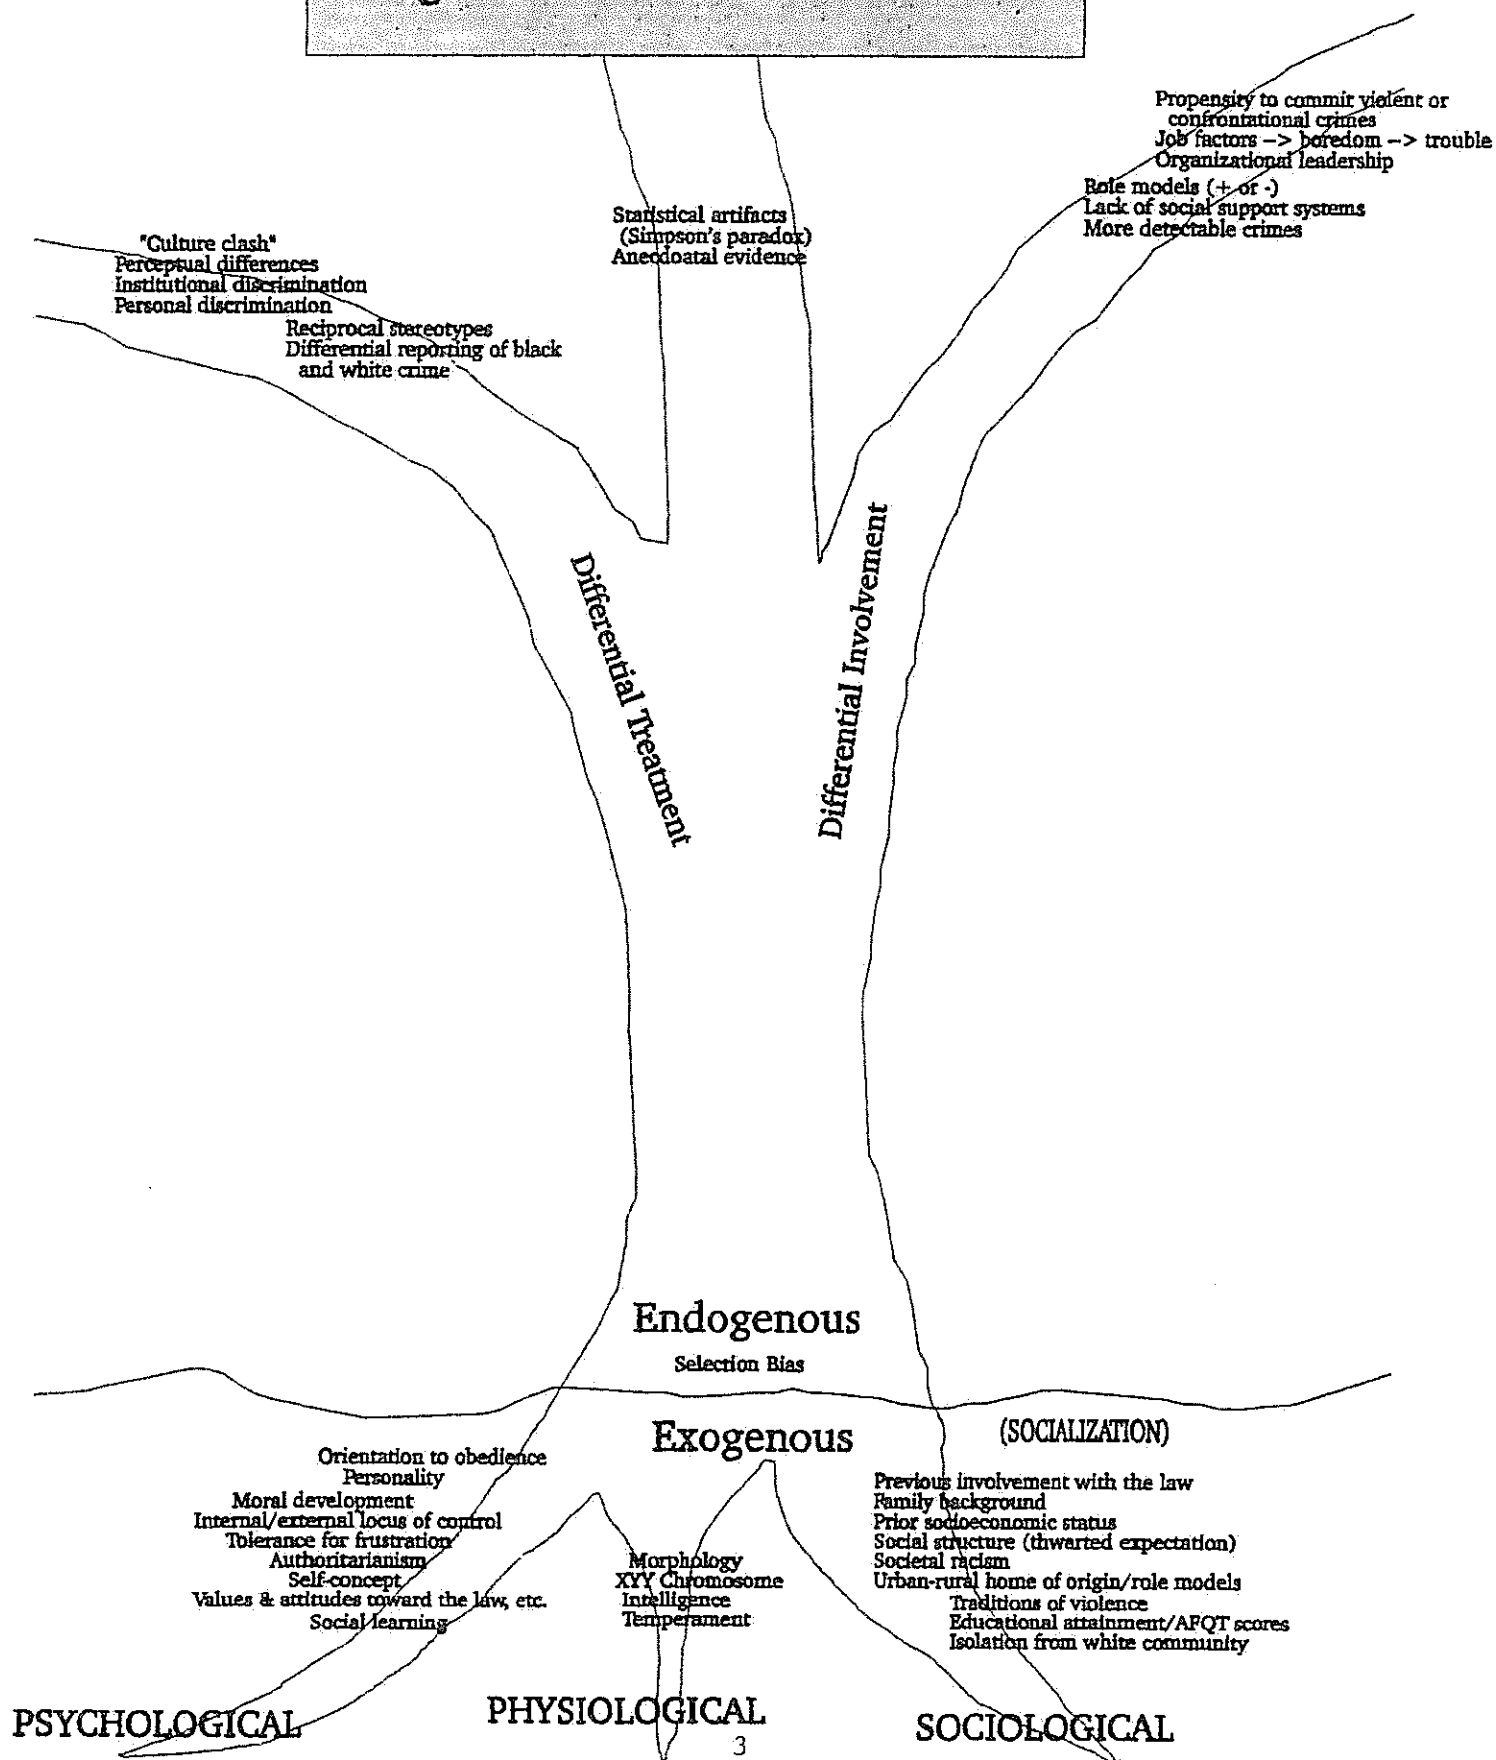 Propensity to commit violent or
confrontational crimes
Job factors --> boredom --> trouble
Organizational leadership
Role models (+ or -)
Lack of social support systems
More detectable crimes
Statistical artifacts
(Simpson's paradox)
Anecdoatal evidence
"Culture clash"
Perceptual differences
Institutional discrimination
Personal discrimination
Reciprocal stereotypes
Differential reporting of black
and white crime
Differential Treatment
Differential Involvement
Endogenous
Selection Bias
Exogenous
(SOCIALIZATION)
Orientation to obedience
Personality
Moral development
Internal/external locus of control
Tolerance for frustration
Authoritarianism
Self-concept
Values & attitudes toward the law, etc.
Social learning
Morphology
XYY Chromosome
Intelligence
Temperament
Previous involvement with the law
Family background
Prior socioeconomic status
Social structure (thwarted expectation)
Societal racism
Urban-rural home of origin/role models
Traditions of violence
Educational attainment/AFQT scores
Isolation from white community
PSYCHOLOGICAL
PHYSIOLOGICAL
SOCIOLOGICAL
3